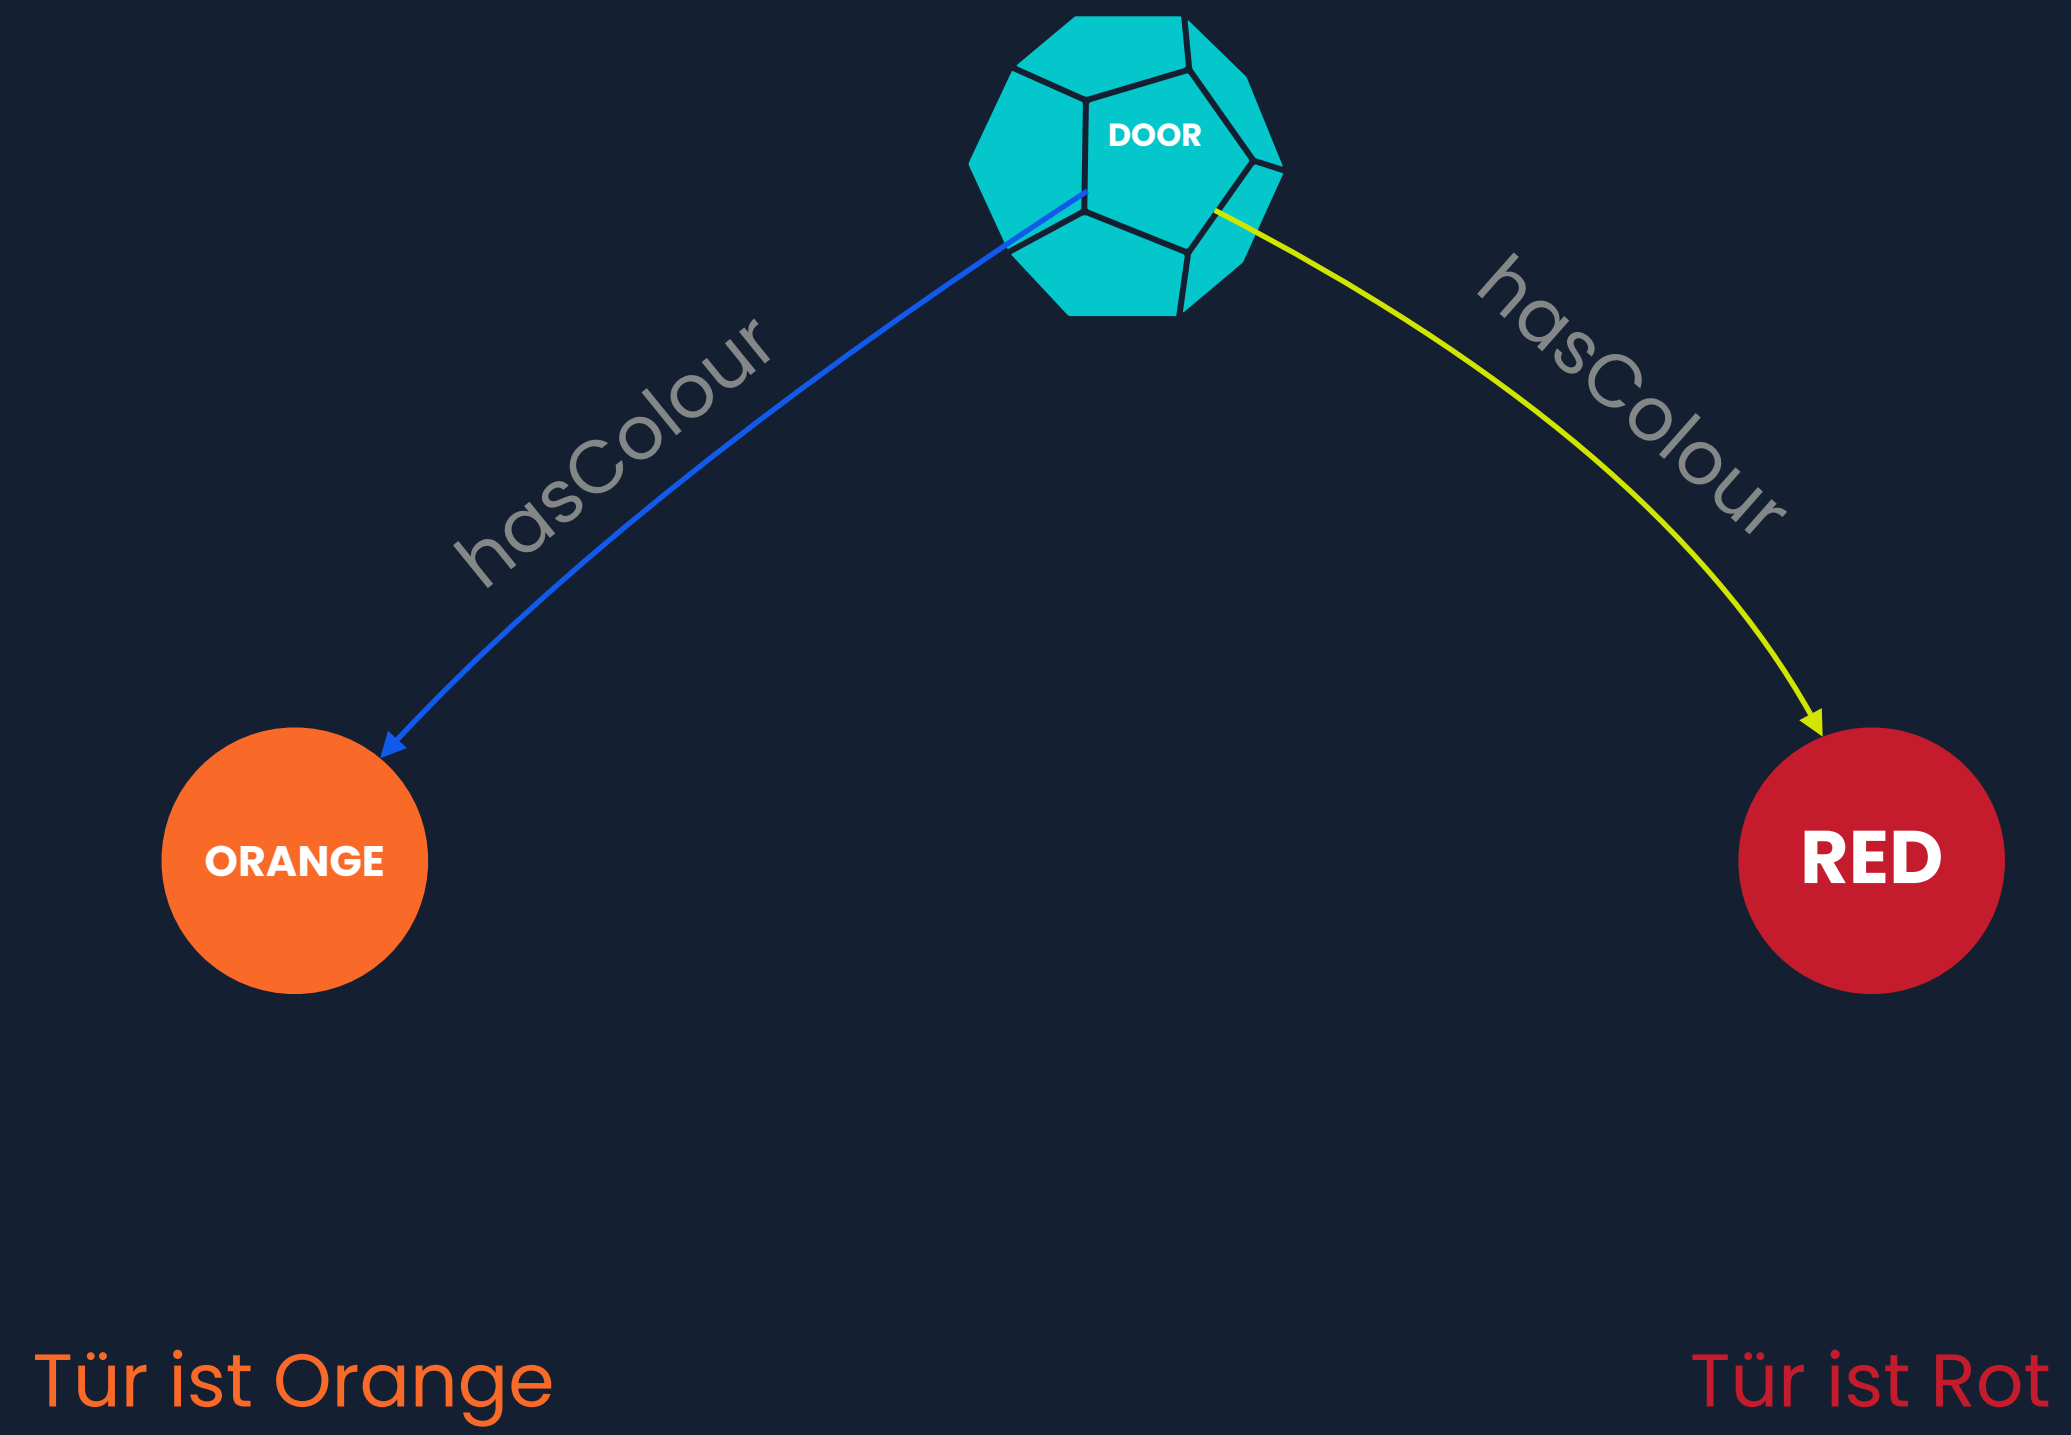 DOOR
hasColour
hasColour
ORANGE
RED
Tür ist Orange
Tür ist Rot